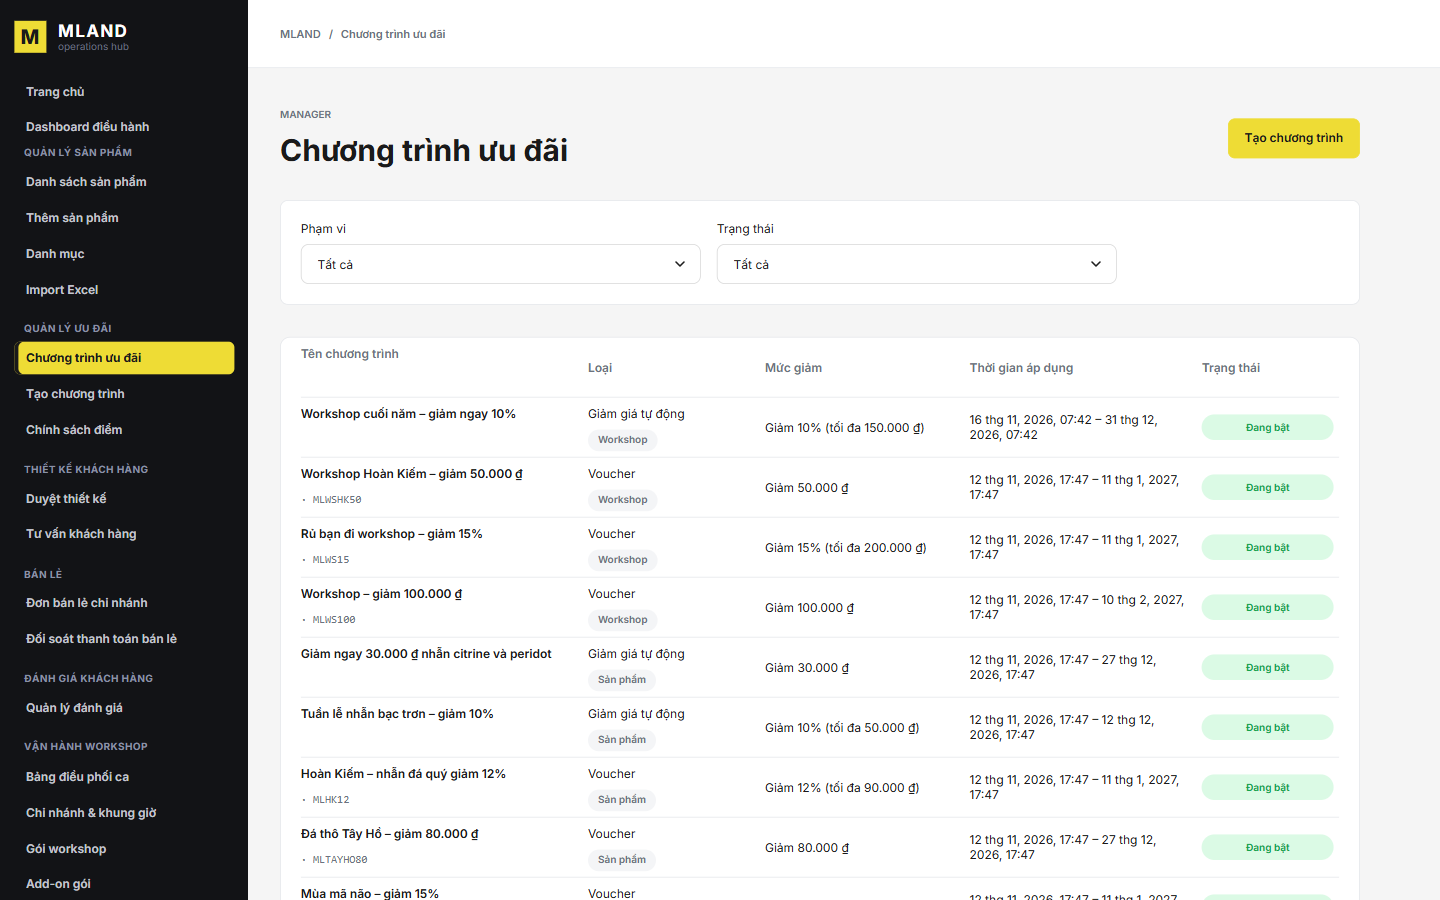 M
MLAND
operations hub
Trang chủ
Dashboard điều hành
QUẢN LÝ SẢN PHẨM
Danh sách sản phẩm
Thêm sản phẩm
Danh mục
Import Excel
QUẢN LÝ ƯU ĐÃI
Chương trình ưu đãi
Tạo chương trình
Chính sách điểm
THIẾT KẾ KHÁCH HÀNG
Duyệt thiết kế
Tư vấn khách hàng
BÁN LẺ
Đơn bán lẻ chi nhánh
Đối soát thanh toán bán lẻ
ĐÁNH GIÁ KHÁCH HÀNG
Quản lý đánh giá
VẬN HÀNH WORKSHOP
Bảng điều phối ca
Chi nhánh & khung giờ
Gói workshop
Add-on gói
MLAND / Chương trình ưu đãi
MANAGER
Chương trình ưu đãi
Tạo chương trình
Phạm vi
Trạng thái
Tất cả
Tất cả
Tên chương trình
Loại
Mức giảm
Thời gian áp dụng
Trạng thái
Workshop cuối năm – giảm ngay 10%
Giảm giá tự động
Workshop
Giảm 10% (tối đa 150.000 ₫)
16 thg 11, 2026, 07:42 – 31 thg 12,
2026, 07:42
Đang bật
Workshop Hoàn Kiếm – giảm 50.000 ₫
· MLWSHK50
Voucher
Workshop
Giảm 50.000 ₫
12 thg 11, 2026, 17:47 – 11 thg 1, 2027,
17:47
Đang bật
Rủ bạn đi workshop – giảm 15%
· MLWS15
Voucher
Workshop
Giảm 15% (tối đa 200.000 ₫)
12 thg 11, 2026, 17:47 – 11 thg 1, 2027,
17:47
Đang bật
Workshop – giảm 100.000 ₫
· MLWS100
Voucher
Workshop
Giảm 100.000 ₫
12 thg 11, 2026, 17:47 – 10 thg 2, 2027,
17:47
Đang bật
Giảm ngay 30.000 ₫ nhẫn citrine và peridot
Giảm giá tự động
Sản phẩm
Giảm 30.000 ₫
12 thg 11, 2026, 17:47 – 27 thg 12,
2026, 17:47
Đang bật
Tuần lễ nhẫn bạc trơn – giảm 10%
Giảm giá tự động
Sản phẩm
Giảm 10% (tối đa 50.000 ₫)
12 thg 11, 2026, 17:47 – 12 thg 12,
2026, 17:47
Đang bật
Hoàn Kiếm – nhẫn đá quý giảm 12%
· MLHK12
Voucher
Sản phẩm
Giảm 12% (tối đa 90.000 ₫)
12 thg 11, 2026, 17:47 – 11 thg 1, 2027,
17:47
Đang bật
Đá thô Tây Hồ – giảm 80.000 ₫
· MLTAYHO80
Voucher
Sản phẩm
Giảm 80.000 ₫
12 thg 11, 2026, 17:47 – 27 thg 12,
2026, 17:47
Đang bật
Mùa mã não – giảm 15%
Voucher
12 thg 11, 2026, 17:47 – 11 thg 1, 2027,